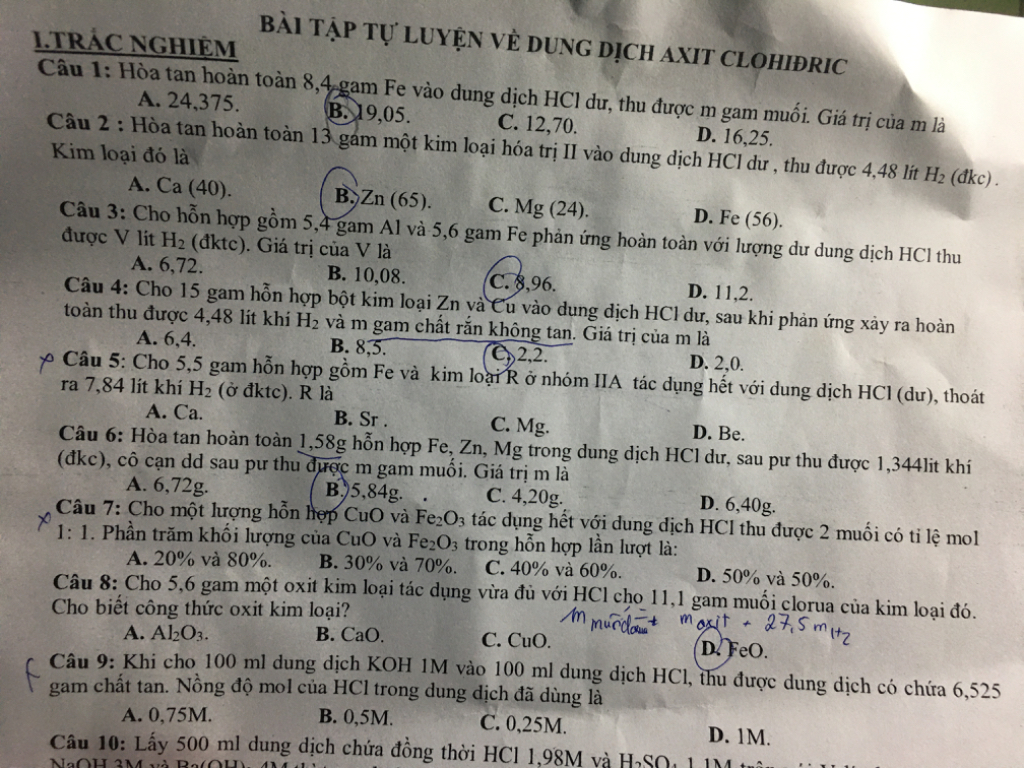 BÀI TẬP TỰ LUYỆN VỀ DUNG DỊCH AXIT CLOHIĐRIC
I.TRẮC NGHIỆM
Câu 1: Hòa tan hoàn toàn 8,4 gam Fe vào dung dịch HCl dư, thu được m gam muối. Giá trị của m là
A. 24,375. B. 19,05. C. 12,70. D. 16,25.
Câu 2 : Hòa tan hoàn toàn 13 gam một kim loại hóa trị II vào dung dịch HCl dư , thu được 4,48 lít H₂ (đkc).
Kim loại đó là
A. Ca (40). B. Zn (65). C. Mg (24). D. Fe (56).
Câu 3: Cho hỗn hợp gồm 5,4 gam Al và 5,6 gam Fe phản ứng hoàn toàn với lượng dư dung dịch HCl thu
được V lít H₂ (đktc). Giá trị của V là
A. 6,72. B. 10,08. C. 8,96. D. 11,2.
Câu 4: Cho 15 gam hỗn hợp bột kim loại Zn và Cu vào dung dịch HCl dư, sau khi phản ứng xảy ra hoàn
toàn thu được 4,48 lít khí H₂ và m gam chất rắn không tan. Giá trị của m là
A. 6,4. B. 8,5. C. 2,2. D. 2,0.
Câu 5: Cho 5,5 gam hỗn hợp gồm Fe và kim loại R ở nhóm IIA tác dụng hết với dung dịch HCl (dư), thoát
ra 7,84 lít khí H₂ (ở đktc). R là
A. Ca. B. Sr . C. Mg. D. Be.
Câu 6: Hòa tan hoàn toàn 1,58g hỗn hợp Fe, Zn, Mg trong dung dịch HCl dư, sau pư thu được 1,344lit khí
(đkc), cô cạn dd sau pư thu được m gam muối. Giá trị m là
A. 6,72g. B. 5,84g. C. 4,20g. D. 6,40g.
Câu 7: Cho một lượng hỗn hợp CuO và Fe₂O₃ tác dụng hết với dung dịch HCl thu được 2 muối có tỉ lệ mol
1: 1. Phần trăm khối lượng của CuO và Fe₂O₃ trong hỗn hợp lần lượt là:
A. 20% và 80%. B. 30% và 70%. C. 40% và 60%. D. 50% và 50%.
Câu 8: Cho 5,6 gam một oxit kim loại tác dụng vừa đủ với HCl cho 11,1 gam muối clorua của kim loại đó.
Cho biết công thức oxit kim loại? m oxit + 27,5 m
A. Al₂O₃. B. CaO. C. CuO. D. FeO.
Câu 9: Khi cho 100 ml dung dịch KOH 1M vào 100 ml dung dịch HCl, thu được dung dịch có chứa 6,525
gam chất tan. Nồng độ mol của HCl trong dung dịch đã dùng là
A. 0,75M. B. 0,5M. C. 0,25M. D. 1M.
Câu 10: Lấy 500 ml dung dịch chứa đồng thời HCl 1,98M và H₂SO₄ 1,1M
NaOH 3M và Ba(OH)₂ 4M